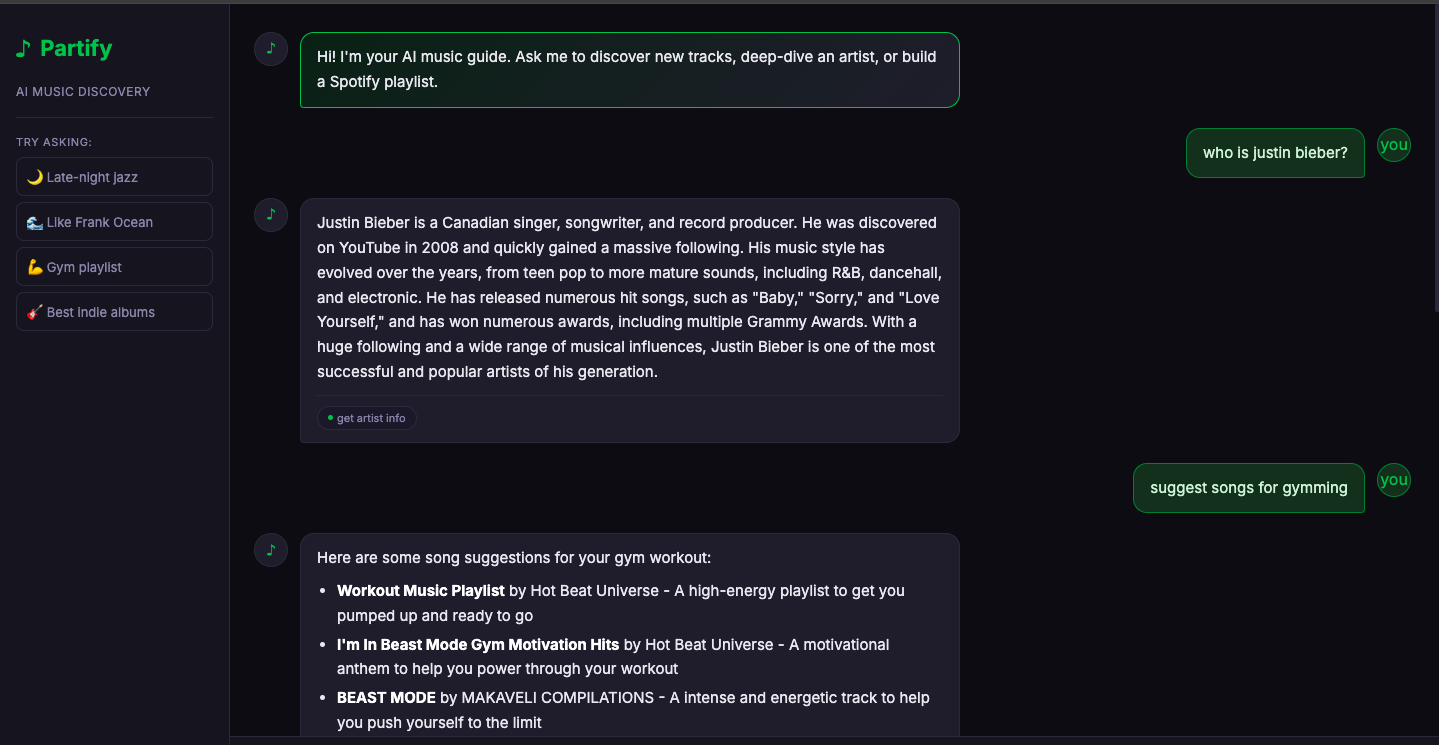 ♪ Partify
AI MUSIC DISCOVERY
TRY ASKING:
🌙 Late-night jazz
🌊 Like Frank Ocean
💪 Gym playlist
🎸 Best indie albums
♪
Hi! I'm your AI music guide. Ask me to discover new tracks, deep-dive an artist, or build
a Spotify playlist.
who is justin bieber?
you
♪
Justin Bieber is a Canadian singer, songwriter, and record producer. He was discovered
on YouTube in 2008 and quickly gained a massive following. His music style has
evolved over the years, from teen pop to more mature sounds, including R&B, dancehall,
and electronic. He has released numerous hit songs, such as "Baby," "Sorry," and "Love
Yourself," and has won numerous awards, including multiple Grammy Awards. With a
huge following and a wide range of musical influences, Justin Bieber is one of the most
successful and popular artists of his generation.
get artist info
suggest songs for gymming
you
♪
Here are some song suggestions for your gym workout:
• Workout Music Playlist by Hot Beat Universe - A high-energy playlist to get you
pumped up and ready to go
• I'm In Beast Mode Gym Motivation Hits by Hot Beat Universe - A motivational
anthem to help you power through your workout
• BEAST MODE by MAKAVELI COMPILATIONS - A intense and energetic track to help
you push yourself to the limit